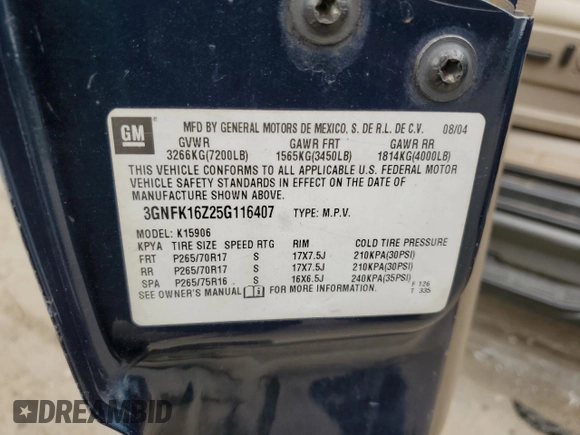 GM
MFD BY GENERAL MOTORS DE MEXICO, S. DE R.L. DE C.V. 08/04
GVWR GAWR FRT GAWR RR
3266KG(7200LB) 1565KG(3450LB) 1814KG(4000LB)
THIS VEHICLE CONFORMS TO ALL APPLICABLE U.S. FEDERAL MOTOR
VEHICLE SAFETY STANDARDS IN EFFECT ON THE DATE OF
MANUFACTURE SHOWN ABOVE.
3GNFK16Z25G116407 TYPE: M.P.V.
MODEL: K15906
KPYA TIRE SIZE SPEED RTG RIM COLD TIRE PRESSURE
FRT P265/70R17 S 17X7.5J 210KPA(30PSI)
RR P265/70R17 S 17X7.5J 210KPA(30PSI)
SPA P265/75R16 S 16X6.5J 240KPA(35PSI)
SEE OWNER'S MANUAL FOR MORE INFORMATION.
F 126
T 335
DREAMBID